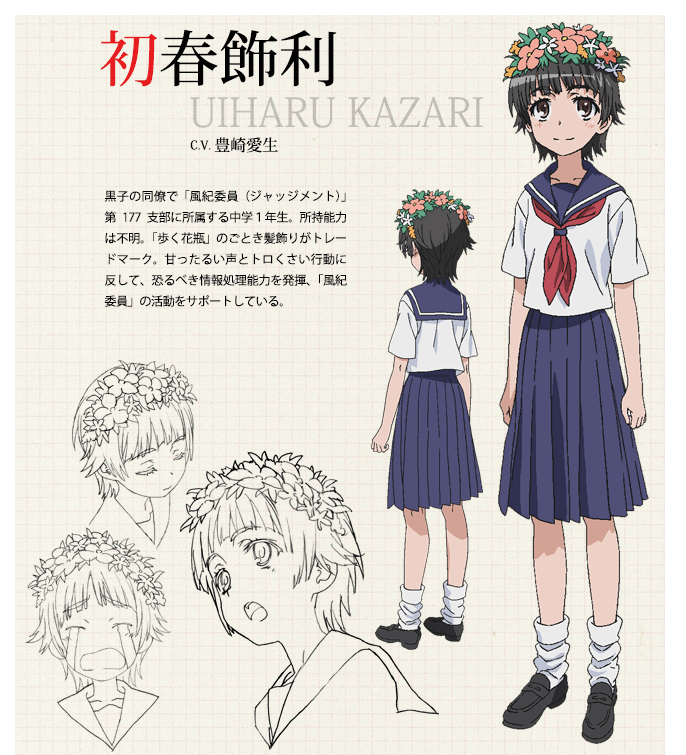 初春飾利
UIHARU KAZARI
C.V. 豊崎愛生
黒子の同僚で「風紀委員（ジャッジメント）」
第 177 支部に所属する中学１年生。所持能力
は不明。「歩く花瓶」のごとき髪飾りがトレー
ドマーク。甘ったるい声とトロくさい行動に
反して、恐るべき情報処理能力を発揮、「風紀
委員」の活動をサポートしている。